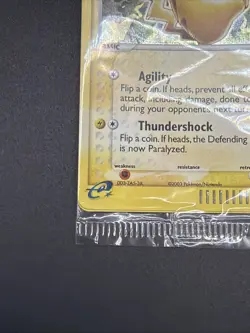 BASIC
Agility
Flip a coin. If heads, prevent all
attack, including damage, done to
during your opponent's next
Thundershock
Flip a coin. If heads, the Defending
is now Paralyzed.
weakness resistance
©2003 Pokémon/Nintendo